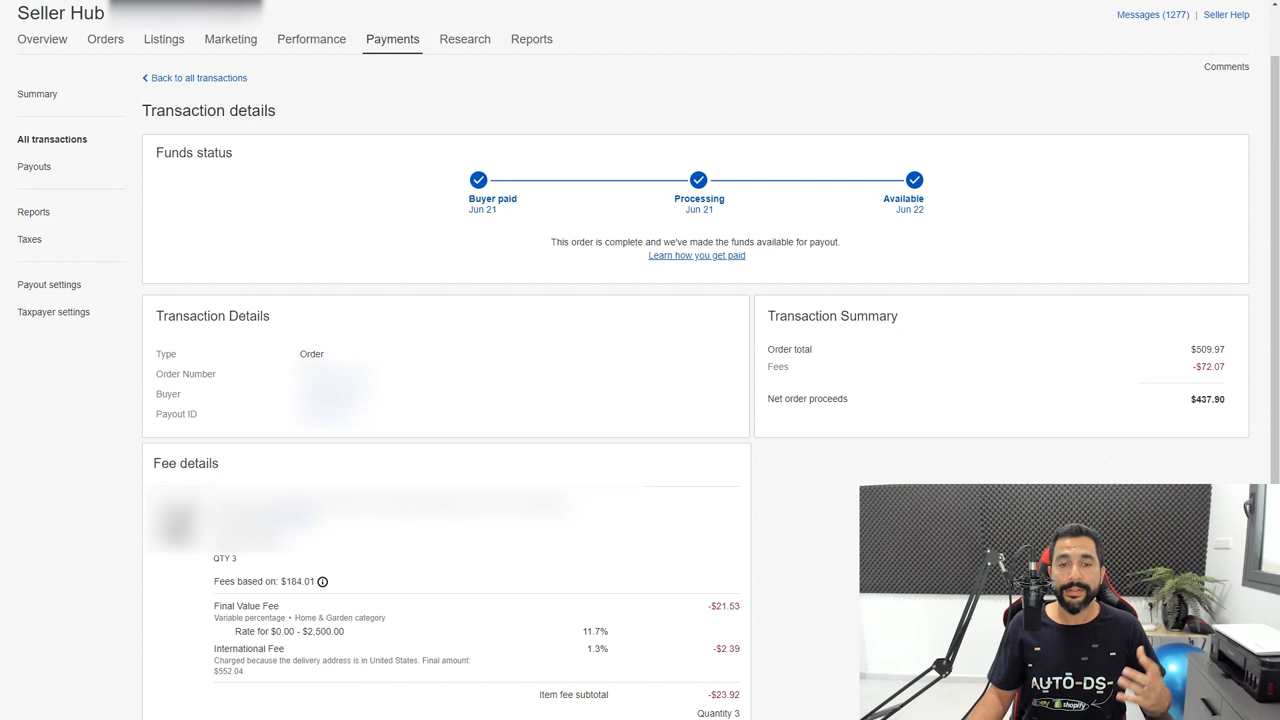 Seller Hub
Messages (1277) | Seller Help
Overview Orders Listings Marketing Performance Payments Research Reports
Comments
Summary
All transactions
Payouts
Reports
Taxes
Payout settings
Taxpayer settings
Back to all transactions
Transaction details
Funds status
Buyer paid
Jun 21
Processing
Jun 21
Available
Jun 22
This order is complete and we've made the funds available for payout.
Learn how you get paid
Transaction Details
Type Order
Order Number
Buyer
Payout ID
Transaction Summary
Order total $509.97
Fees -$72.07
Net order proceeds $437.90
Fee details
QTY 3
Fees based on: $184.01
Final Value Fee -$21.53
Variable percentage • Home & Garden category
Rate for $0.00 - $2,500.00 11.7%
International Fee 1.3% -$2.39
Charged because the delivery address is in United States. Final amount:
$552.04.
Item fee subtotal -$23.92
Quantity 3
AUTO-DS
shopify